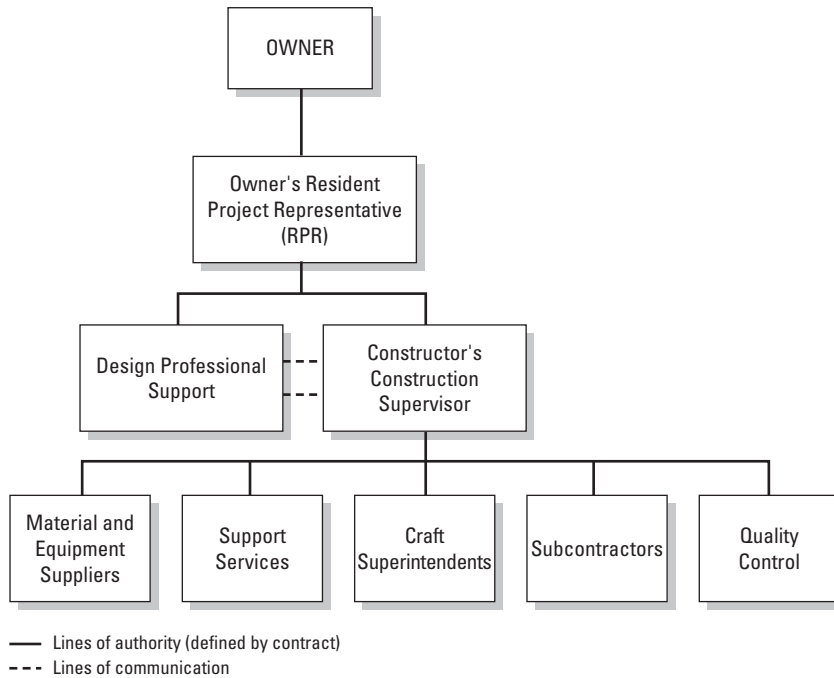 OWNER
Owner's Resident
Project Representative
(RPR)
Design Professional
Support
Constructor's
Construction
Supervisor
Material and
Equipment
Suppliers
Support
Services
Craft
Superintendents
Subcontractors
Quality
Control
Lines of authority (defined by contract)
Lines of communication